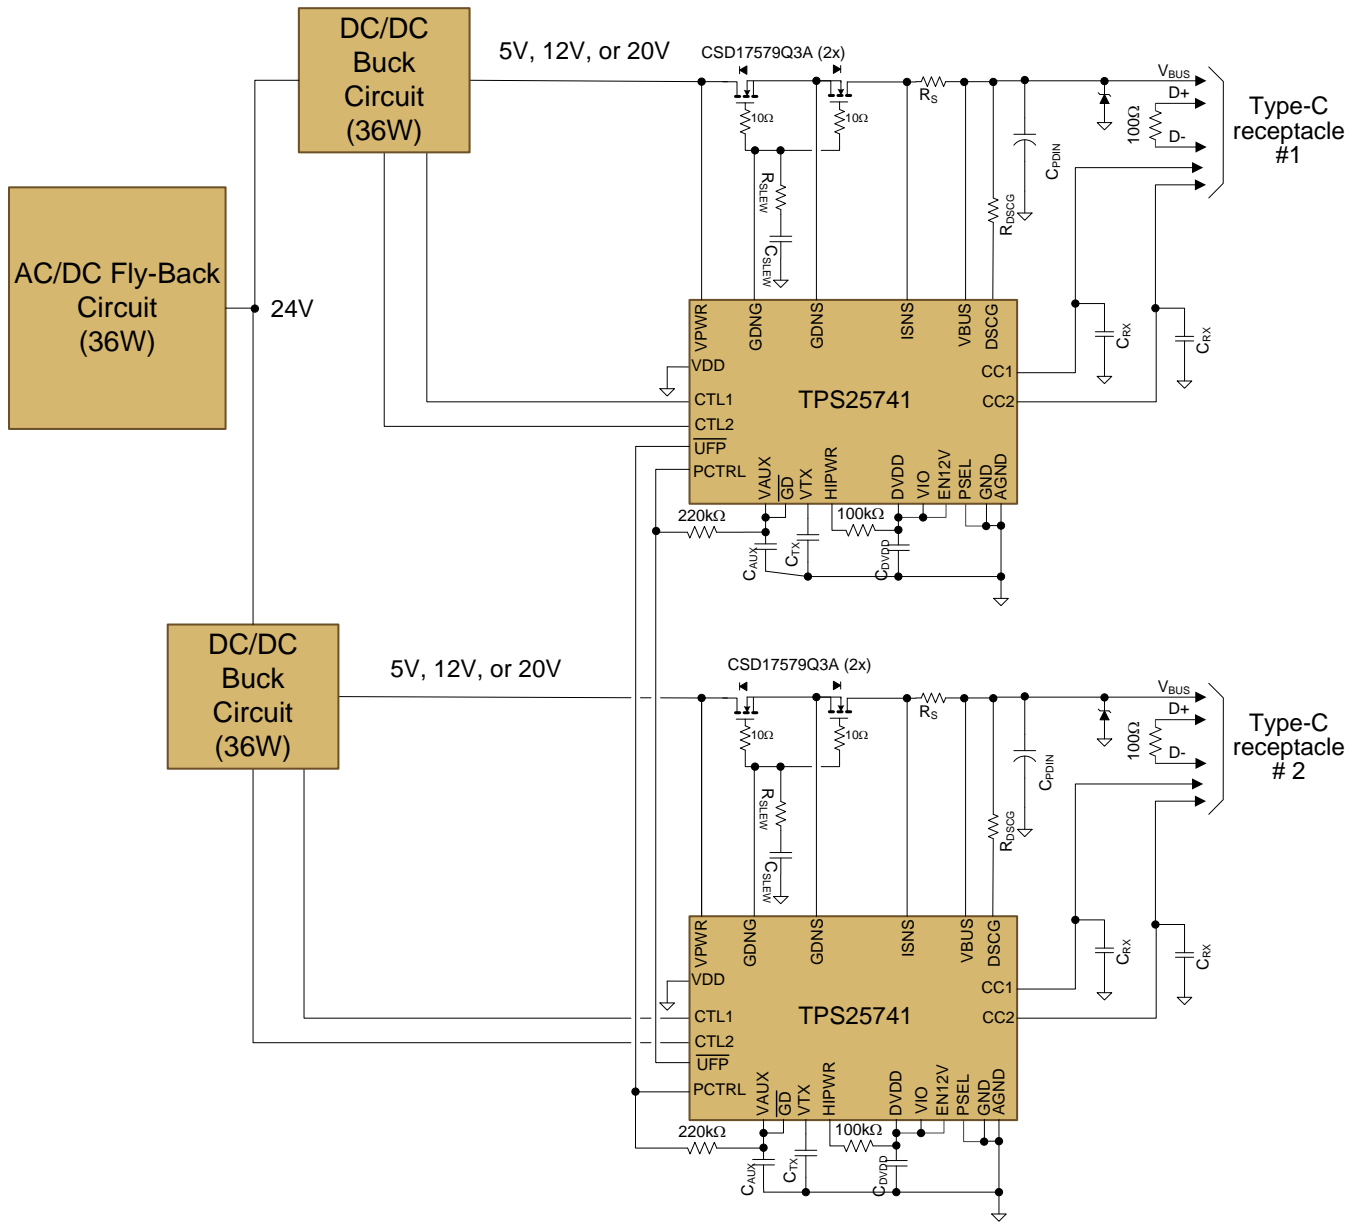 DC/DC
Buck
Circuit
(36W)
5V, 12V, or 20V
CSD17579Q3A (2x)
10Ω
10Ω
RSLEW
CSLEW
RS
RDSCG
CPDIN
VBUS
D+
100Ω
D-
Type-C
receptacle
#1
AC/DC Fly-Back
Circuit
(36W)
24V
VPWR
GDNG
GDNS
ISNS
VBUS
DSCG
VDD
CTL1
CTL2
UFP
PCTRL
TPS25741
CC1
CC2
CRX
CRX
VAUX
GD
VTX
HIPWR
DVDD
VIO
EN12V
PSEL
GND
AGND
220kΩ
100kΩ
CAUX
CTX
CDVDD
DC/DC
Buck
Circuit
(36W)
5V, 12V, or 20V
CSD17579Q3A (2x)
10Ω
10Ω
RSLEW
CSLEW
RS
RDSCG
CPDIN
VBUS
D+
100Ω
D-
Type-C
receptacle
# 2
VPWR
GDNG
GDNS
ISNS
VBUS
DSCG
VDD
CTL1
CTL2
UFP
PCTRL
TPS25741
CC1
CC2
CRX
CRX
VAUX
GD
VTX
HIPWR
DVDD
VIO
EN12V
PSEL
GND
AGND
220kΩ
100kΩ
CAUX
CTX
CDVDD